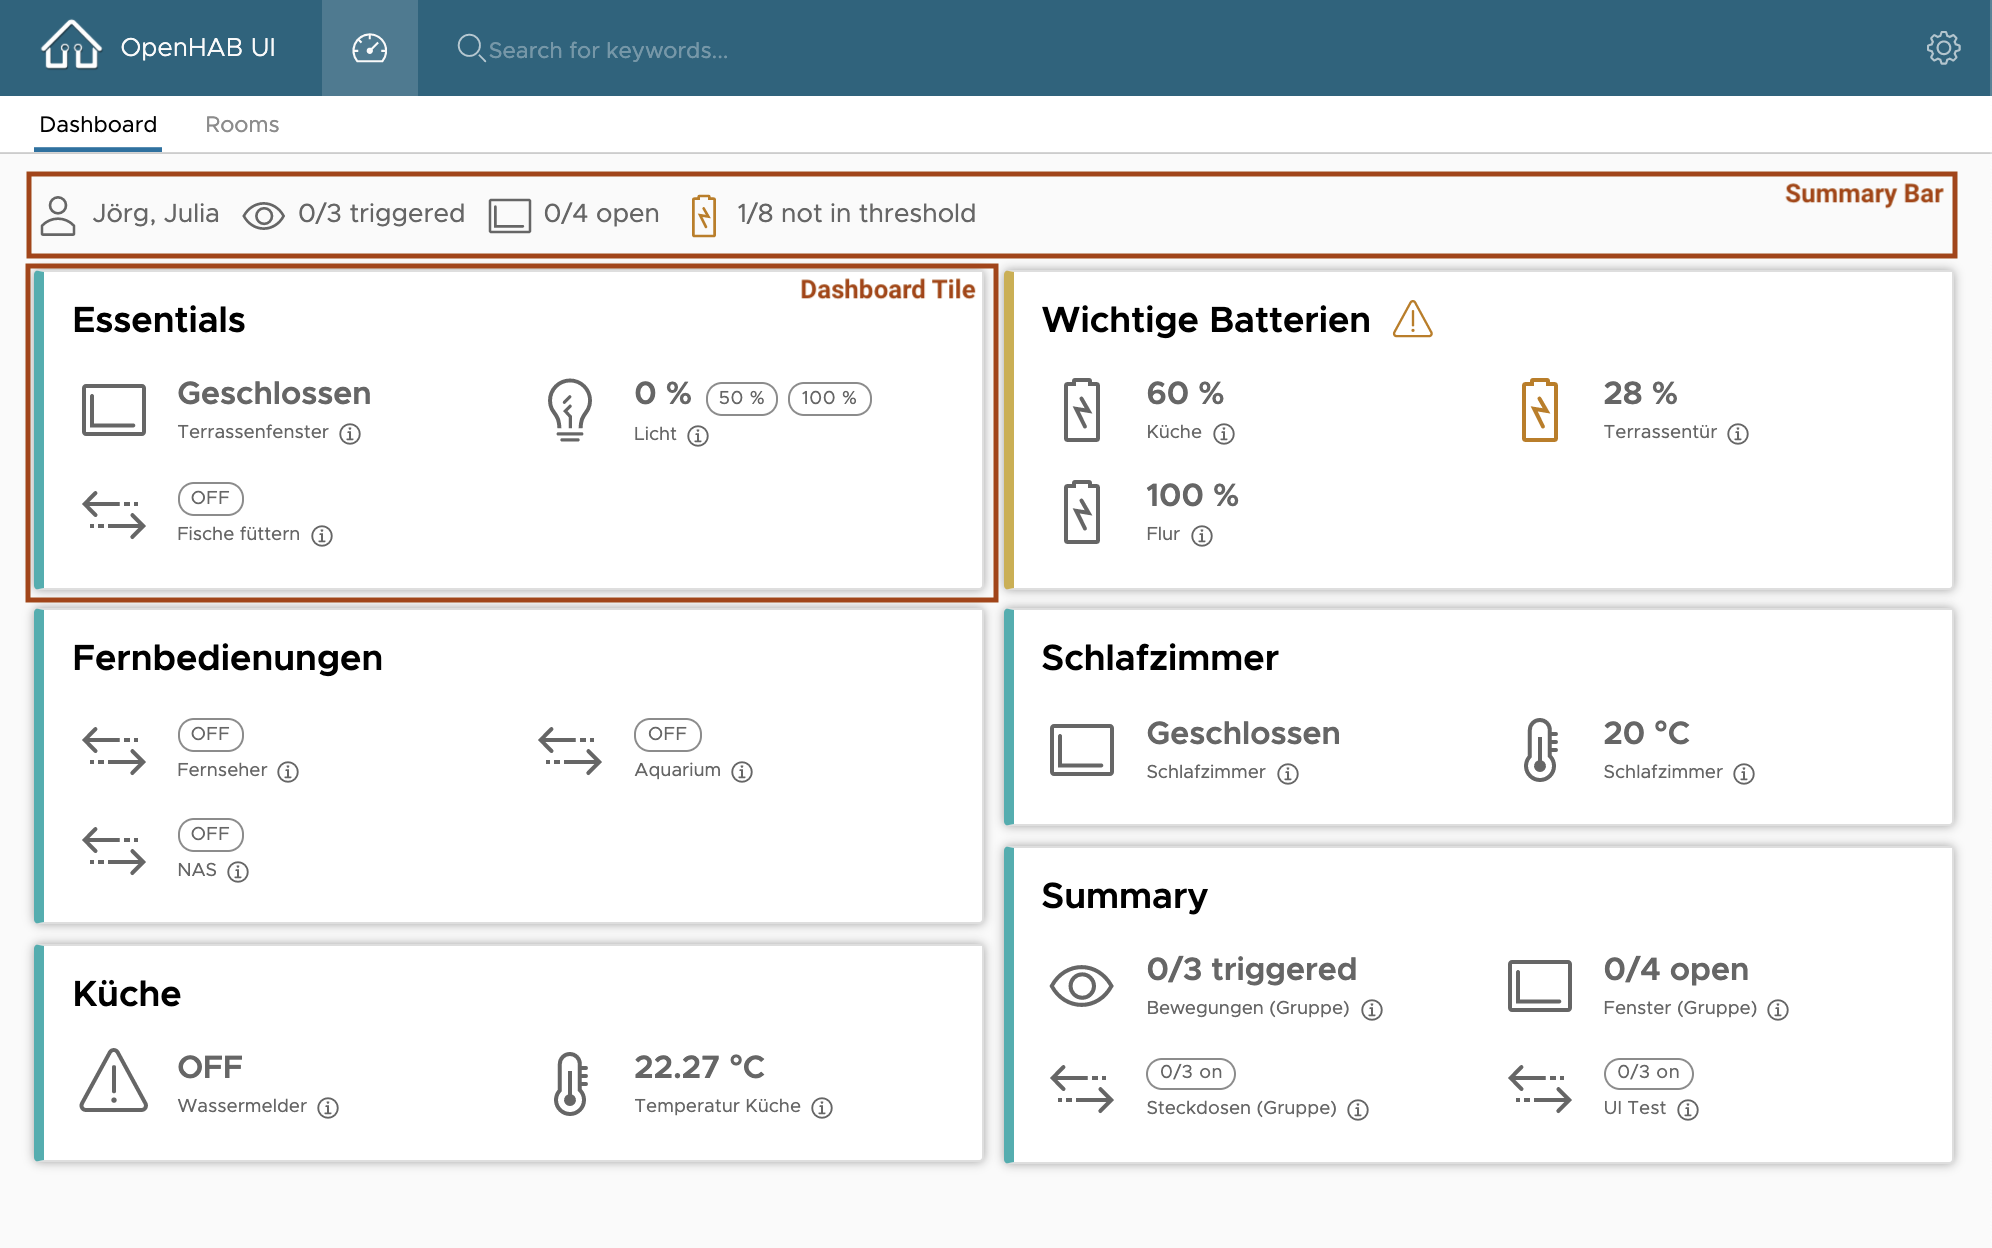 OpenHAB UI
Search for keywords...
Dashboard Rooms
Summary Bar
Jörg, Julia 0/3 triggered 0/4 open 1/8 not in threshold
Dashboard Tile
Essentials
Geschlossen
Terrassenfenster
0 % 50 % 100 %
Licht
OFF
Fische füttern
Wichtige Batterien
60 %
Küche
28 %
Terrassentür
100 %
Flur
Fernbedienungen
OFF
Fernseher
OFF
Aquarium
OFF
NAS
Schlafzimmer
Geschlossen
Schlafzimmer
20 °C
Schlafzimmer
Küche
OFF
Wassermelder
22.27 °C
Temperatur Küche
Summary
0/3 triggered
Bewegungen (Gruppe)
0/4 open
Fenster (Gruppe)
0/3 on
Steckdosen (Gruppe)
0/3 on
UI Test